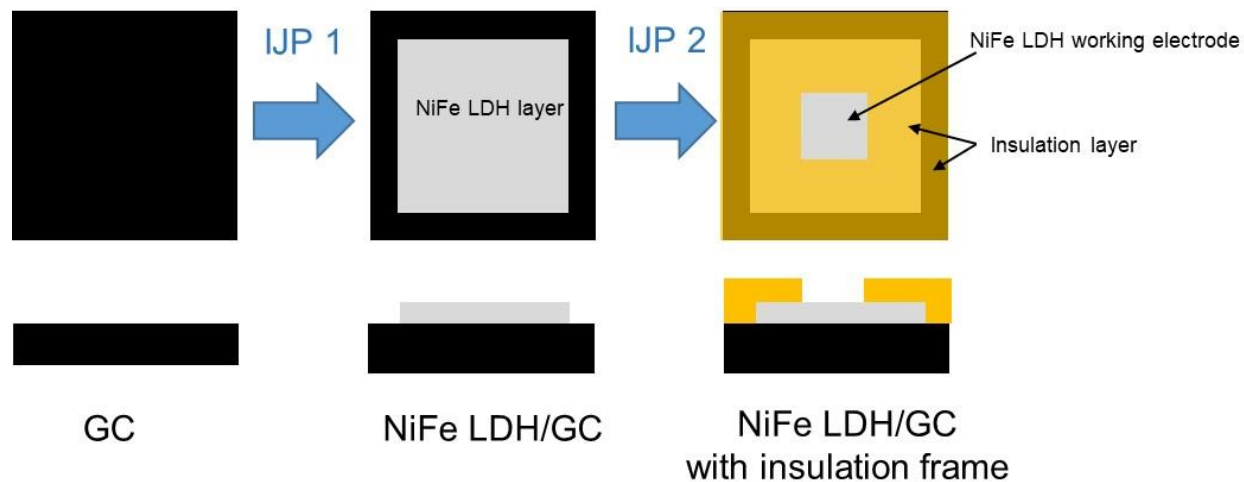 IJP 1
IJP 2
NiFe LDH working electrode
NiFe LDH layer
Insulation layer
GC
NiFe LDH/GC
NiFe LDH/GC
with insulation frame